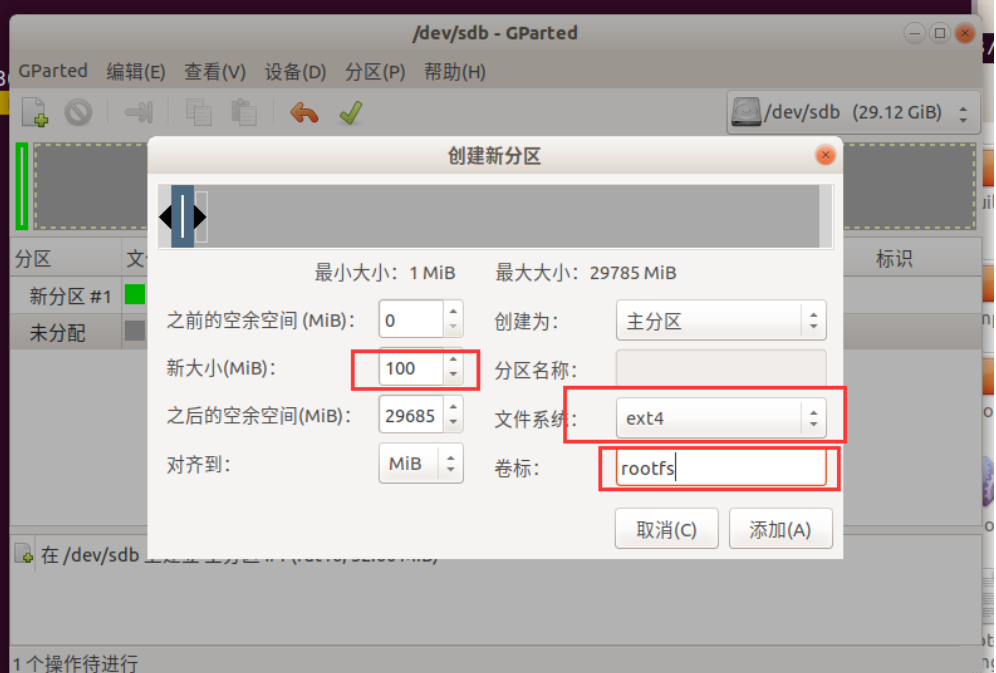 /dev/sdb - GParted
GParted 编辑(E) 查看(V) 设备(D) 分区(P) 帮助(H)
/dev/sdb (29.12 GiB)
创建新分区
最小大小：1 MiB 最大大小：29785 MiB
之前的空余空间 (MiB)： 0 创建为： 主分区
新大小(MiB)： 100 分区名称：
之后的空余空间(MiB)： 29685 文件系统： ext4
对齐到： MiB 卷标： rootfs
取消(C) 添加(A)
分区 标识
新分区 #1
未分配
在 /dev/sdb
1 个操作待进行